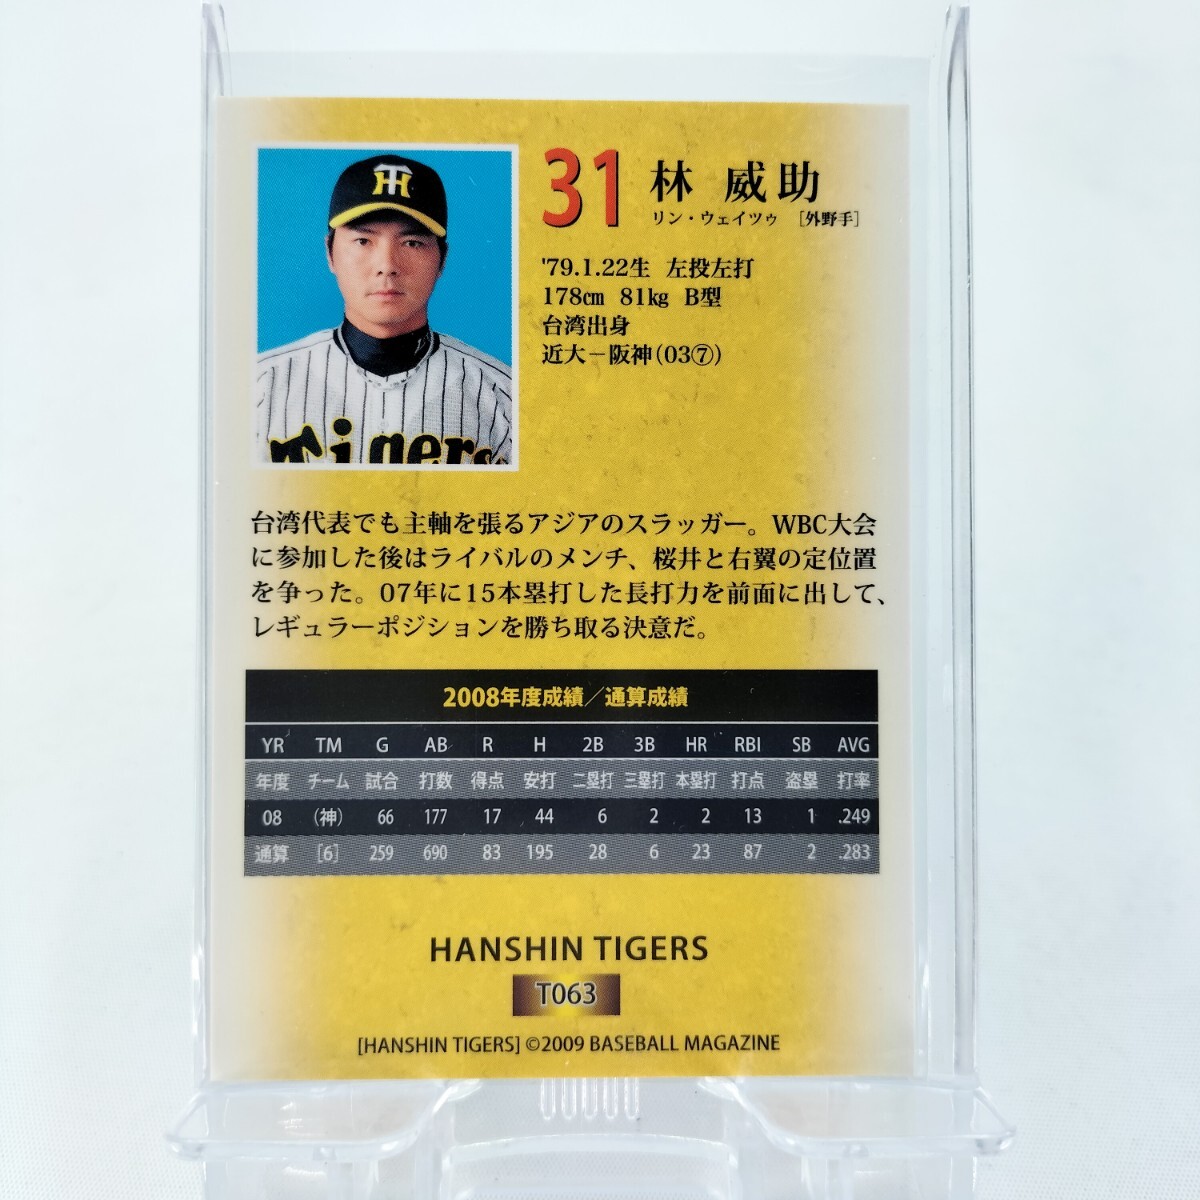 31 林 威助
リン・ウェイツゥ [外野手]
'79.1.22生 左投左打
178cm 81kg B型
台湾出身
近大－阪神(03⑦)
Tigers
台湾代表でも主軸を張るアジアのスラッガー。WBC大会
に参加した後はライバルのメンチ、桜井と右翼の定位置
を争った。07年に15本塁打した長打力を前面に出して、
レギュラーポジションを勝ち取る決意だ。
2008年度成績／通算成績
YR TM G AB R H 2B 3B HR RBI SB AVG
年度 チーム 試合 打数 得点 安打 二塁打 三塁打 本塁打 打点 盗塁 打率
08 (神) 66 177 17 44 6 2 2 13 1 .249
通算 [6] 259 690 83 195 28 6 23 87 2 .283
HANSHIN TIGERS
T063
[HANSHIN TIGERS] ©2009 BASEBALL MAGAZINE